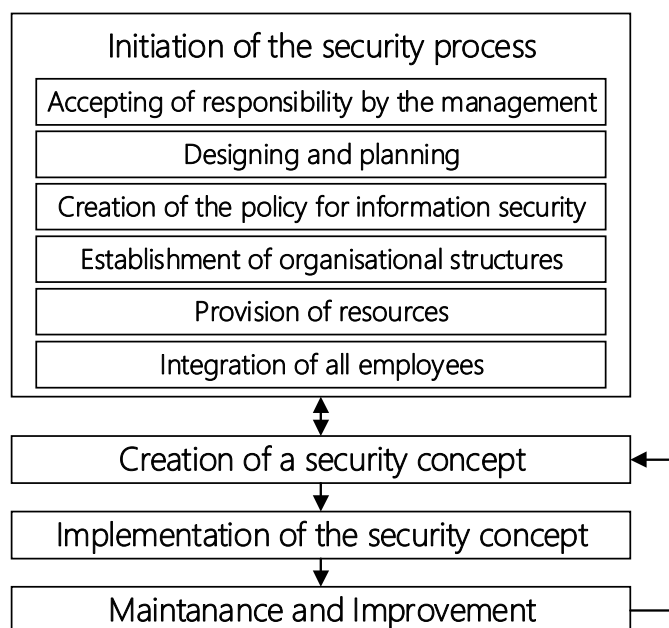 Initiation of the security process
Accepting of responsibility by the management
Designing and planning
Creation of the policy for information security
Establishment of organisational structures
Provision of resources
Integration of all employees
Creation of a security concept
Implementation of the security concept
Maintanance and Improvement